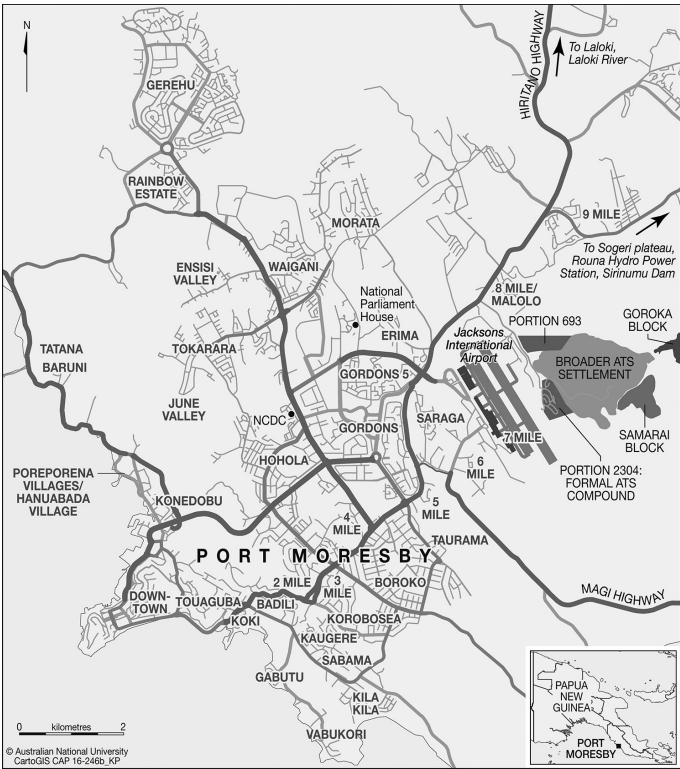 N
GEREHU
HIRITANO HIGHWAY
To Laloki,
Laloki River
RAINBOW
ESTATE
MORATA
9 MILE
To Sogeri plateau,
Rouna Hydro Power
Station, Sirinumu Dam
ENSISI
VALLEY
WAIGANI
8 MILE/
MALOLO
National
Parliament
House
PORTION 693
GOROKA
BLOCK
ERIMA
Jacksons
International
Airport
TATANA
BARUNI
TOKARARA
BROADER ATS
SETTLEMENT
GORDONS 5
JUNE
VALLEY
NCDC
GORDONS
SARAGA
7 MILE
SAMARAI
BLOCK
HOHOLA
6
MILE
PORTION 2304:
FORMAL ATS
COMPOUND
POREPORENA
VILLAGES/
HANUABADA
VILLAGE
KONEDOBU
5
MILE
4
MILE
TAURAMA
PORT MORESBY
2 MILE
3
MILE
BOROKO
MAGI HIGHWAY
DOWN-
TOWN
TOUAGUBA
BADILI
KOKI
KOROBOSEA
KAUGERE
SABAMA
GABUTU
KILA
KILA
VABUKORI
PAPUA
NEW
GUINEA
PORT
MORESBY
0 kilometres 2
© Australian National University
CartoGIS CAP 16-246b_KP